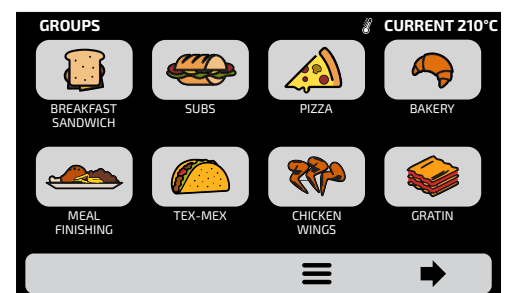 GROUPS
CURRENT 210°C
BREAKFAST
SANDWICH
SUBS
PIZZA
BAKERY
MEAL
FINISHING
TEX-MEX
CHICKEN
WINGS
GRATIN